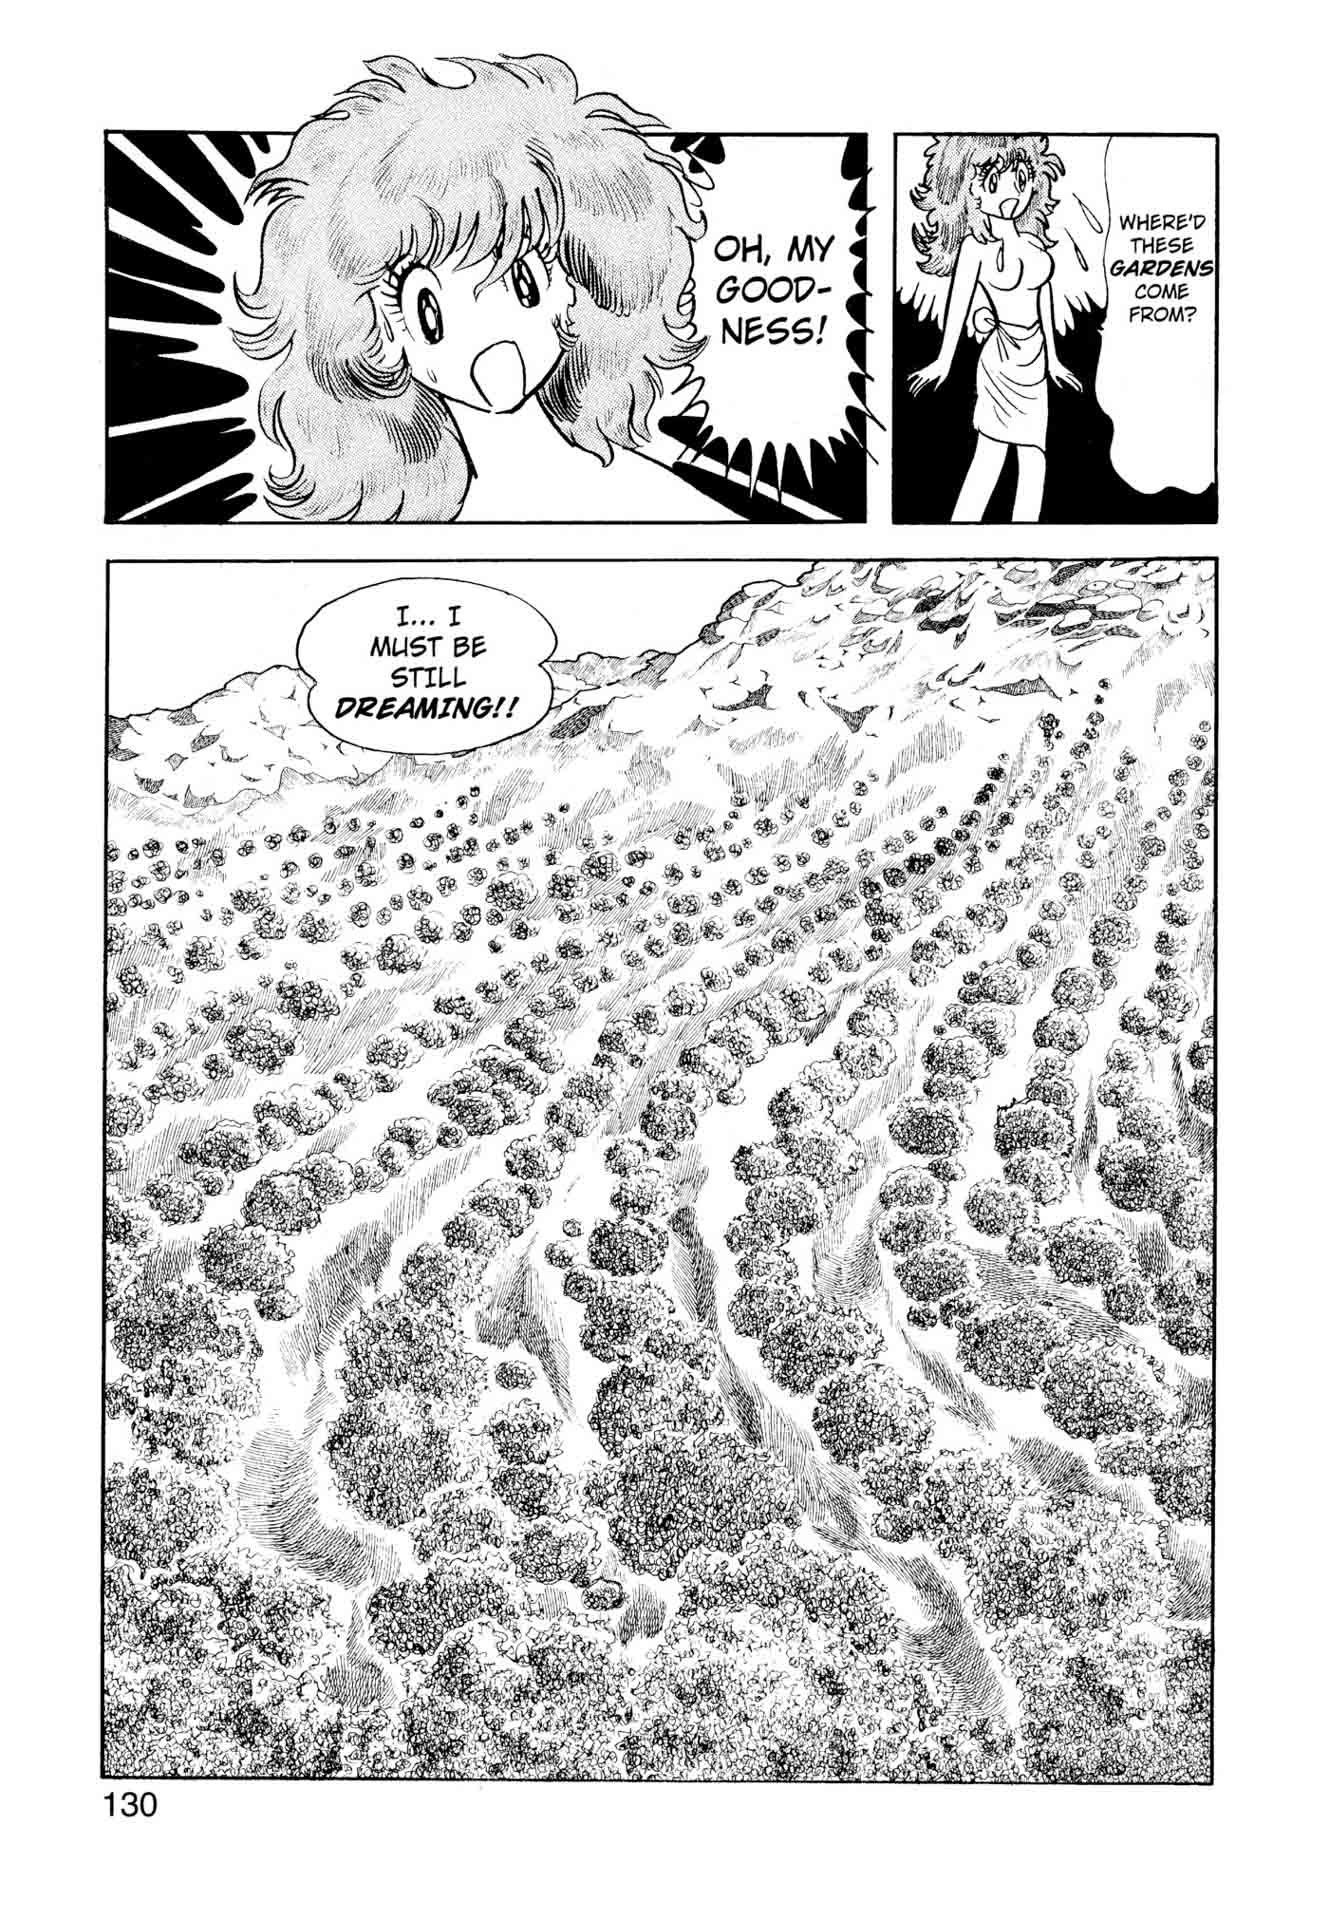 OH, MY
GOOD-
NESS!
WHERE'D
THESE
GARDENS
COME
FROM?
I... I
MUST BE
STILL
DREAMING!!
130